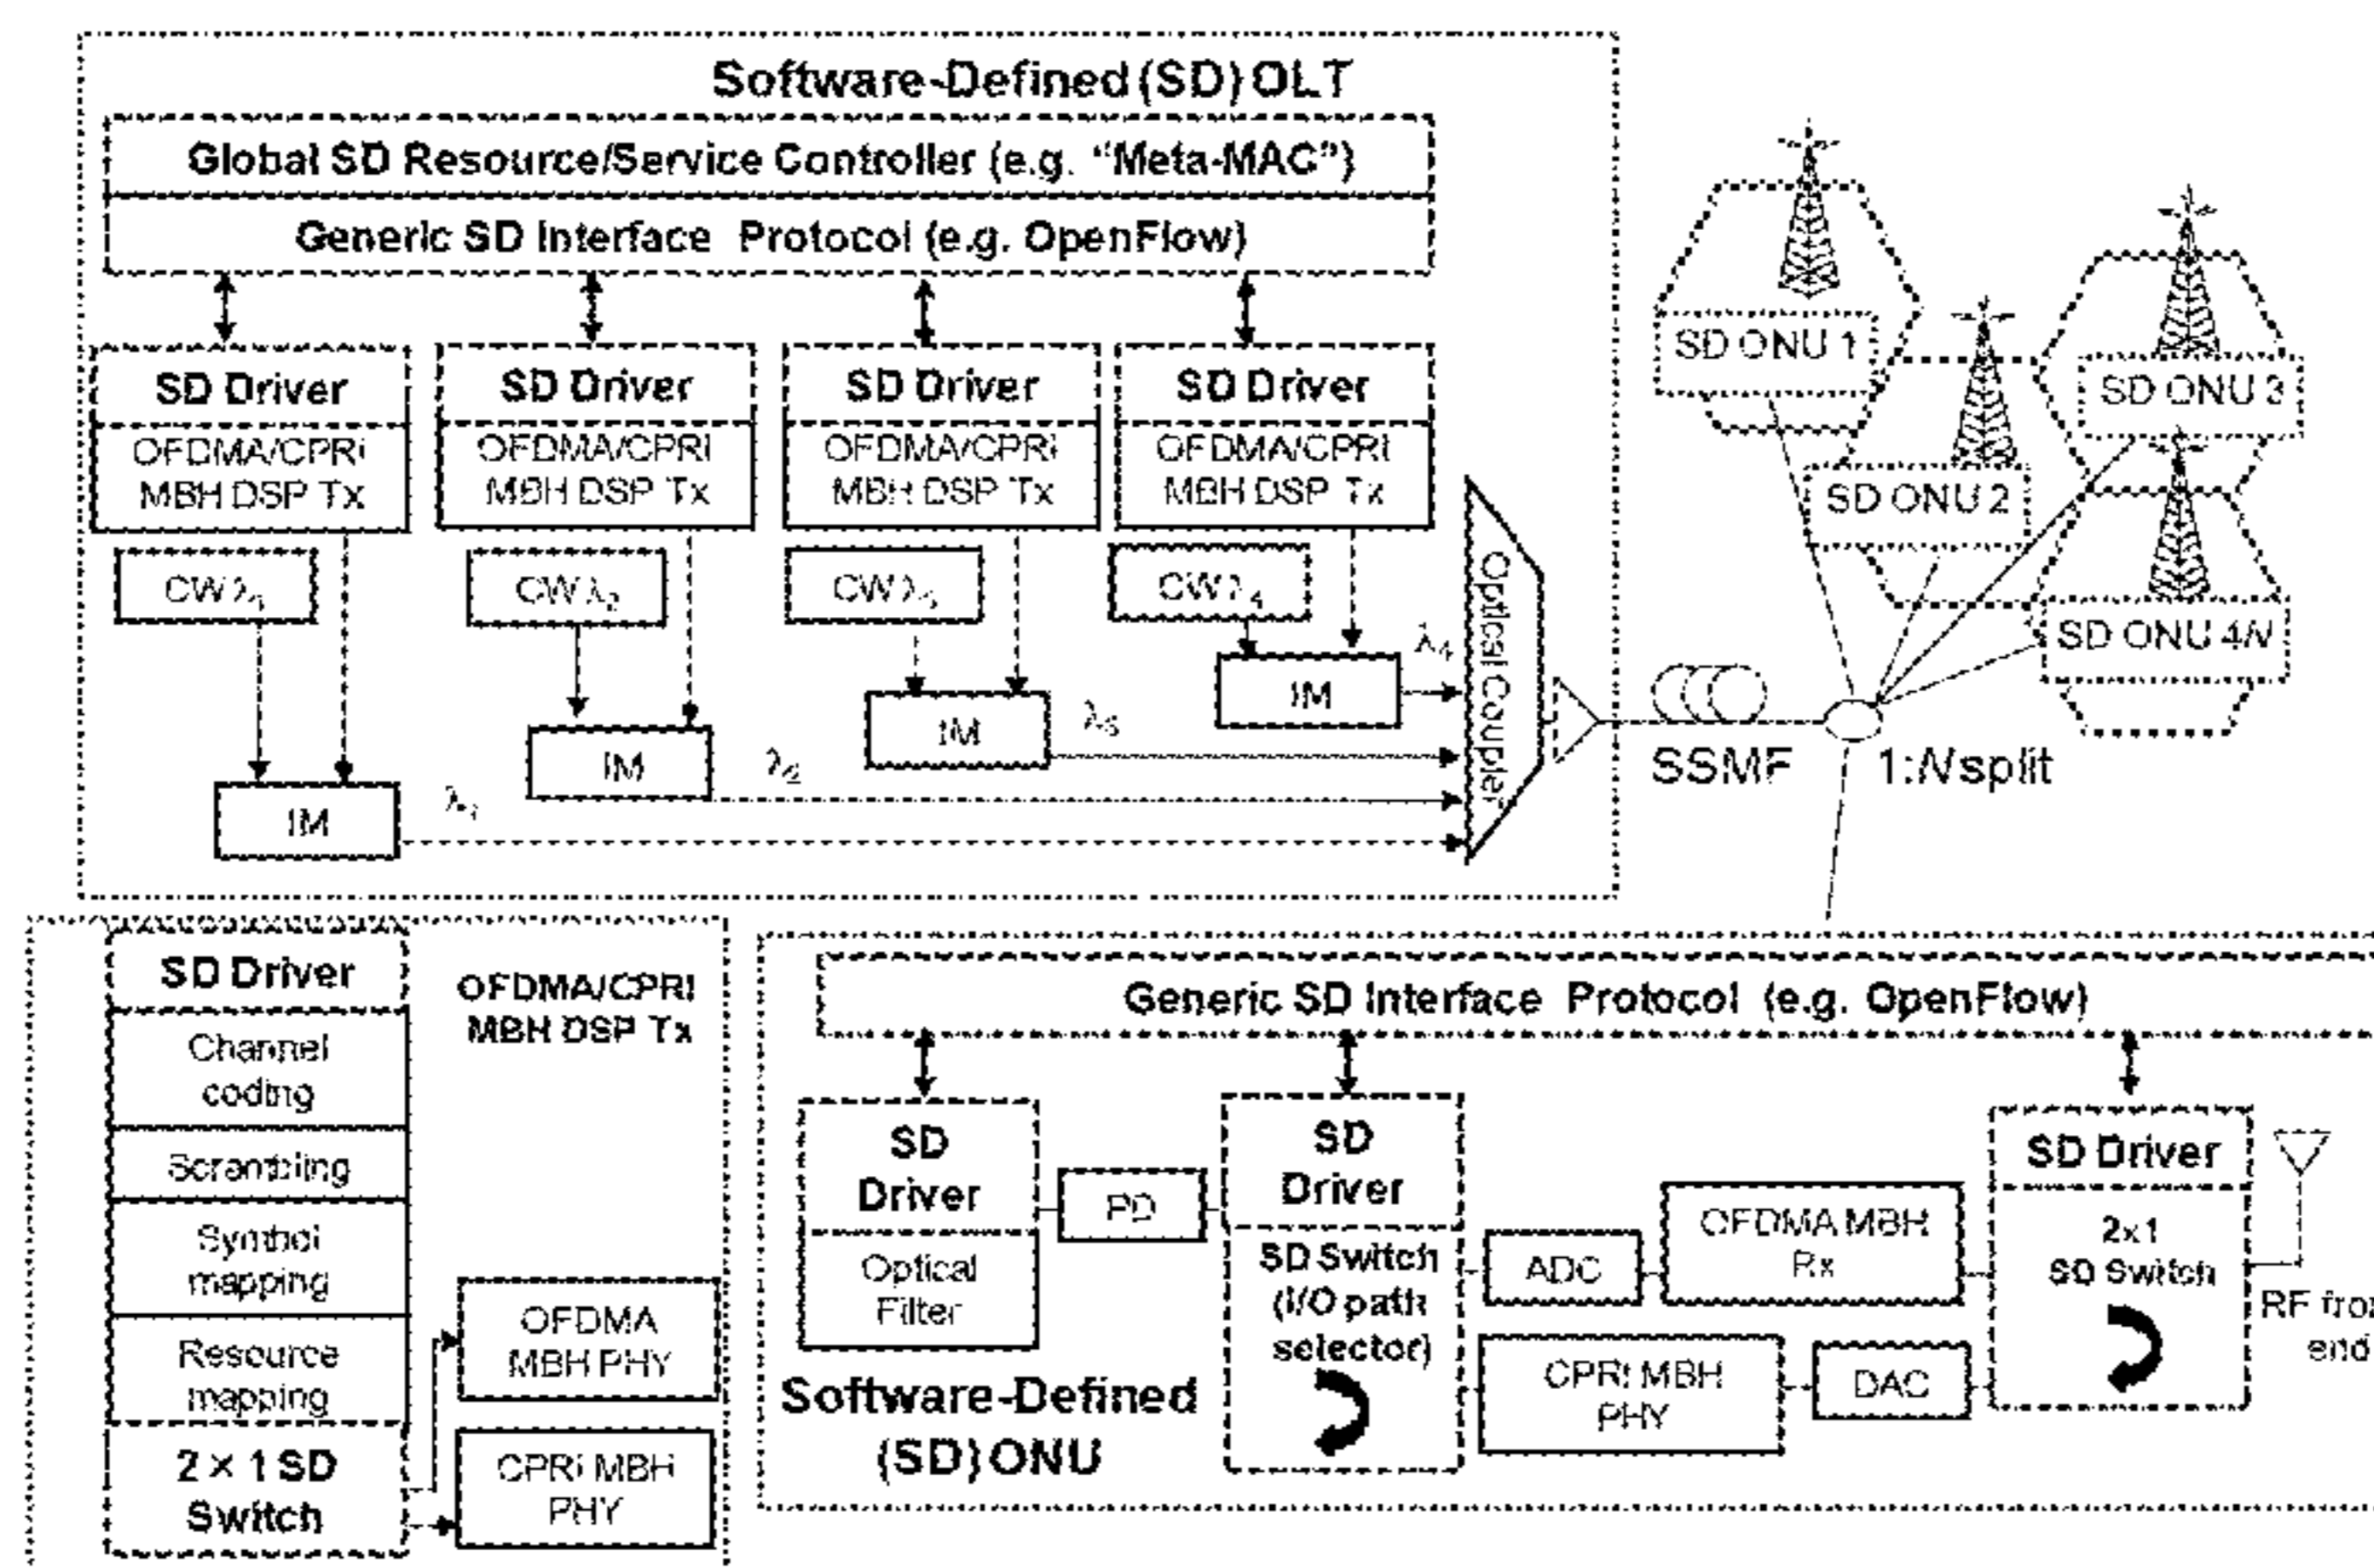 Software-Defined (SD) OLT
Global SD Resource/Service Controller (e.g. “Meta-MAC”)
Generic SD Interface Protocol (e.g. OpenFlow)
SD Driver
OFDMA/CPRI
MBH DSP Tx
SD Driver
OFDMA/CPRI
MBH DSP Tx
SD Driver
OFDMA/CPRI
MBH DSP Tx
SD Driver
OFDMA/CPRI
MBH DSP Tx
CW λ₁
CW λ₂
CW λ₃
CW λ₄
IM
λ₁
IM
λ₂
IM
λ₃
IM
λ₄
Optical Coupler
SSMF
1:N split
SD ONU 1
SD ONU 2
SD ONU 3
SD ONU 4N
SD Driver
Channel
coding
Scrambling
Symbol
mapping
Resource
mapping
2 × 1 SD
Switch
OFDMA/CPRI
MBH DSP Tx
OFDMA
MBH PHY
CPRI MBH
PHY
Generic SD Interface Protocol (e.g. OpenFlow)
SD
Driver
Optical
Filter
PD
SD
Driver
SD Switch
(I/O path
selector)
ADC
OFDMA MBH
Rx
CPRI MBH
PHY
DAC
SD Driver
2x1
SD Switch
RF
end
Software-Defined
(SD) ONU